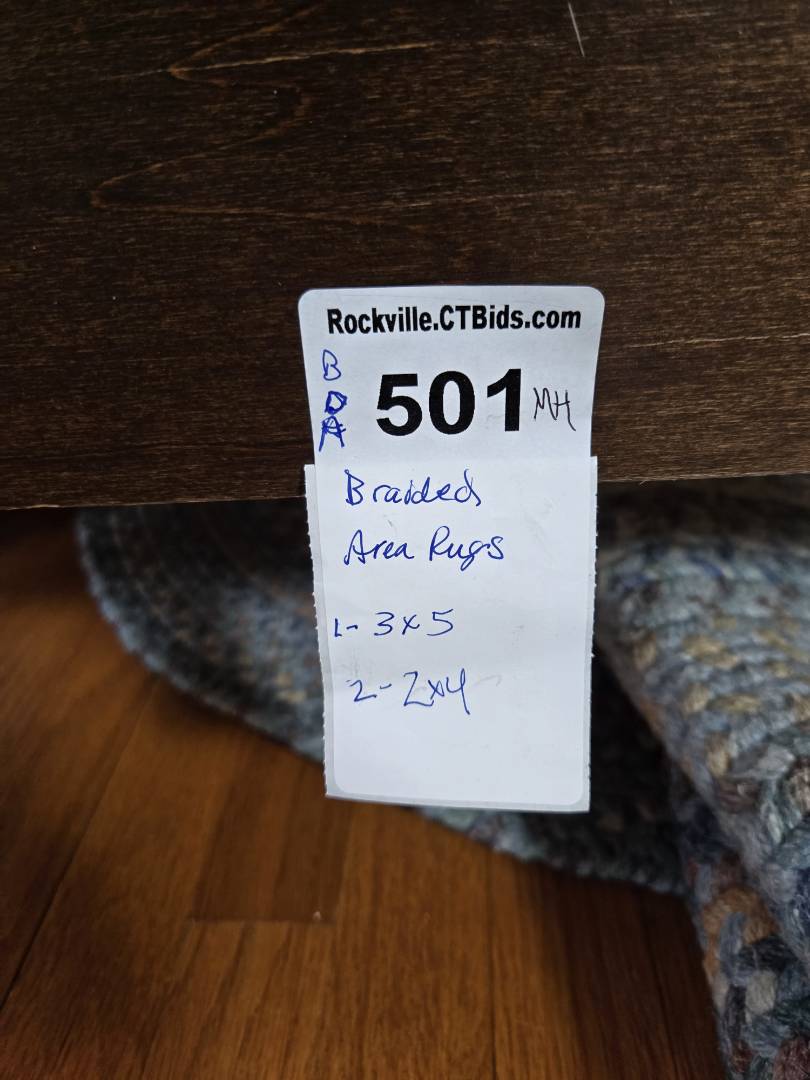 Rockville.CTBids.com
B
D
A
501 MH
Braided
Area Rugs
1- 3x5
2- 2x4